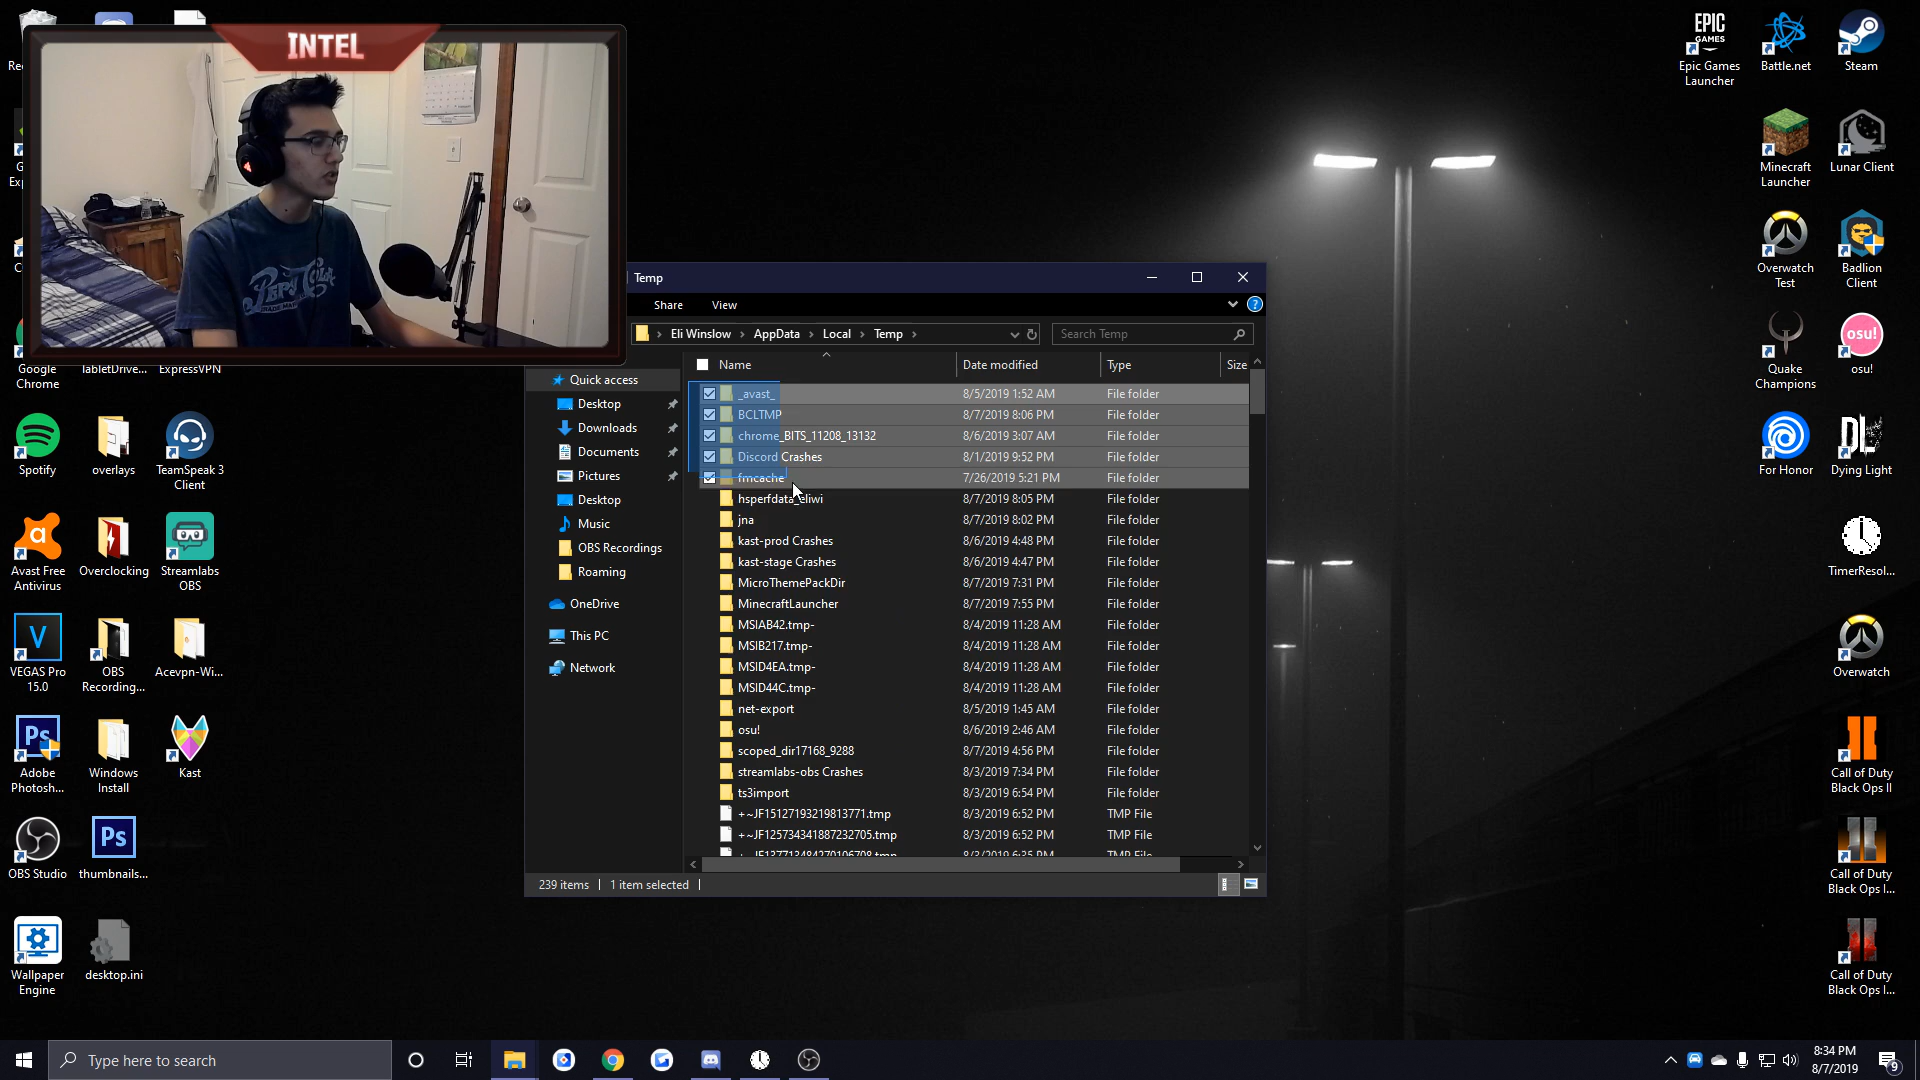 INTEL
Temp
Share
View
Eli Winslow
AppData
Local
Temp
Search Temp
Name
Date modified
Type
Size
Quick access
Desktop
Downloads
Documents
Pictures
Desktop
Music
OBS Recordings
Roaming
OneDrive
This PC
Network
_avast_ 8/5/2019 1:52 AM File folder
BCLTMP 8/7/2019 8:06 PM File folder
chrome_BITS_11208_13132 8/6/2019 3:07 AM File folder
Discord Crashes 8/1/2019 9:52 PM File folder
fmcache 7/26/2019 5:21 PM File folder
hsperfdata_eliwi 8/7/2019 8:05 PM File folder
jna 8/7/2019 8:02 PM File folder
kast-prod Crashes 8/6/2019 4:48 PM File folder
kast-stage Crashes 8/6/2019 4:47 PM File folder
MicroThemePackDir 8/7/2019 7:31 PM File folder
MinecraftLauncher 8/7/2019 7:55 PM File folder
MSIAB42.tmp- 8/4/2019 11:28 AM File folder
MSIB217.tmp- 8/4/2019 11:28 AM File folder
MSID4EA.tmp- 8/4/2019 11:28 AM File folder
MSID44C.tmp- 8/4/2019 11:28 AM File folder
net-export 8/5/2019 1:45 AM File folder
osu! 8/6/2019 2:46 AM File folder
scoped_dir17168_9288 8/7/2019 4:56 PM File folder
streamlabs-obs Crashes 8/3/2019 7:34 PM File folder
ts3import 8/3/2019 6:54 PM File folder
+~JF15127193219813771.tmp 8/3/2019 6:52 PM TMP File
+~JF125734341887232705.tmp 8/3/2019 6:52 PM TMP File
239 items
1 item selected
Google
Chrome
TabletDrive...
ExpressVPN
Spotify
overlays
TeamSpeak 3
Client
Avast Free
Antivirus
Overclocking
Streamlabs
OBS
VEGAS Pro
15.0
OBS
Recording...
Acevpn-Wi...
Ps
Adobe
Photosh...
Windows
Install
Kast
OBS Studio
Ps
thumbnails...
Wallpaper
Engine
desktop.ini
EPIC
GAMES
Epic Games
Launcher
Battle.net
Steam
Minecraft
Launcher
Lunar Client
Overwatch
Test
Badlion
Client
Quake
Champions
osu!
osu!
For Honor
DL
Dying Light
TimerResol...
Overwatch
Call of Duty
Black Ops II
Call of Duty
Black Ops I...
Call of Duty
Black Ops I...
Type here to search
8:34 PM
8/7/2019
9